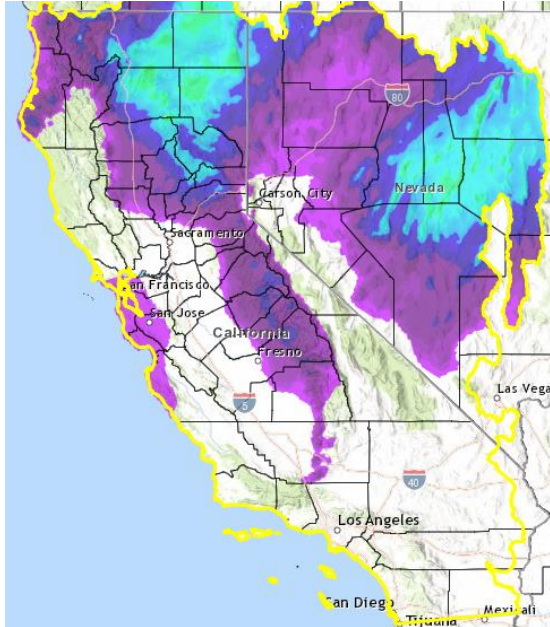 80
Nevada
Carson City
Sacramento
an Francisco
San Jose
California
Fresno
5
Las Vega
40
Los Angeles
San Diego
Tijuana
Mexicali